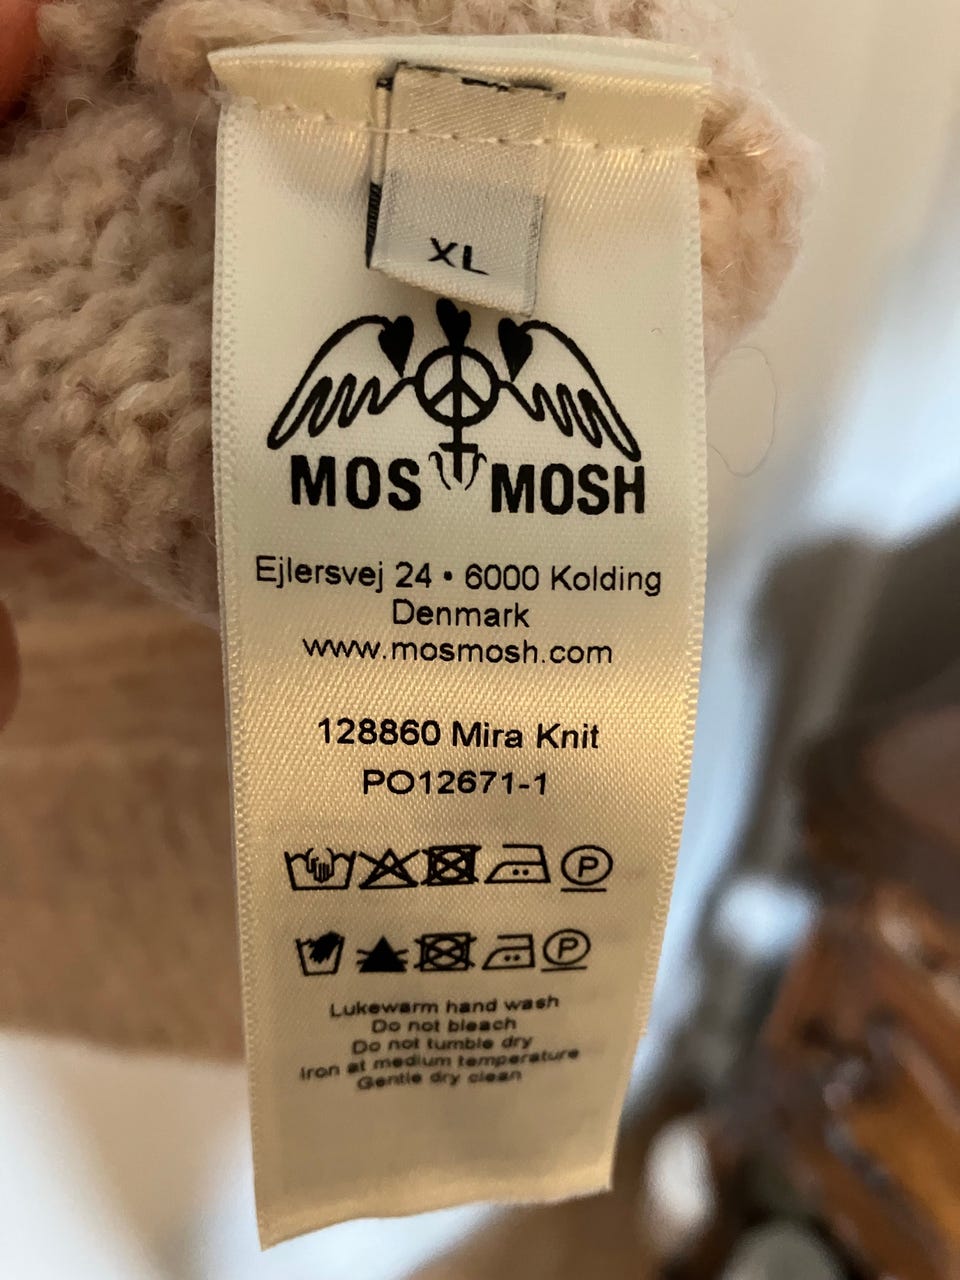 XL
MOS MOSH
Ejlersvej 24 • 6000 Kolding
Denmark
www.mosmosh.com
128860 Mira Knit
PO12671-1
P
P
Lukewarm hand wash
Do not bleach
Do not tumble dry
Iron at medium temperature
Gentle dry clean